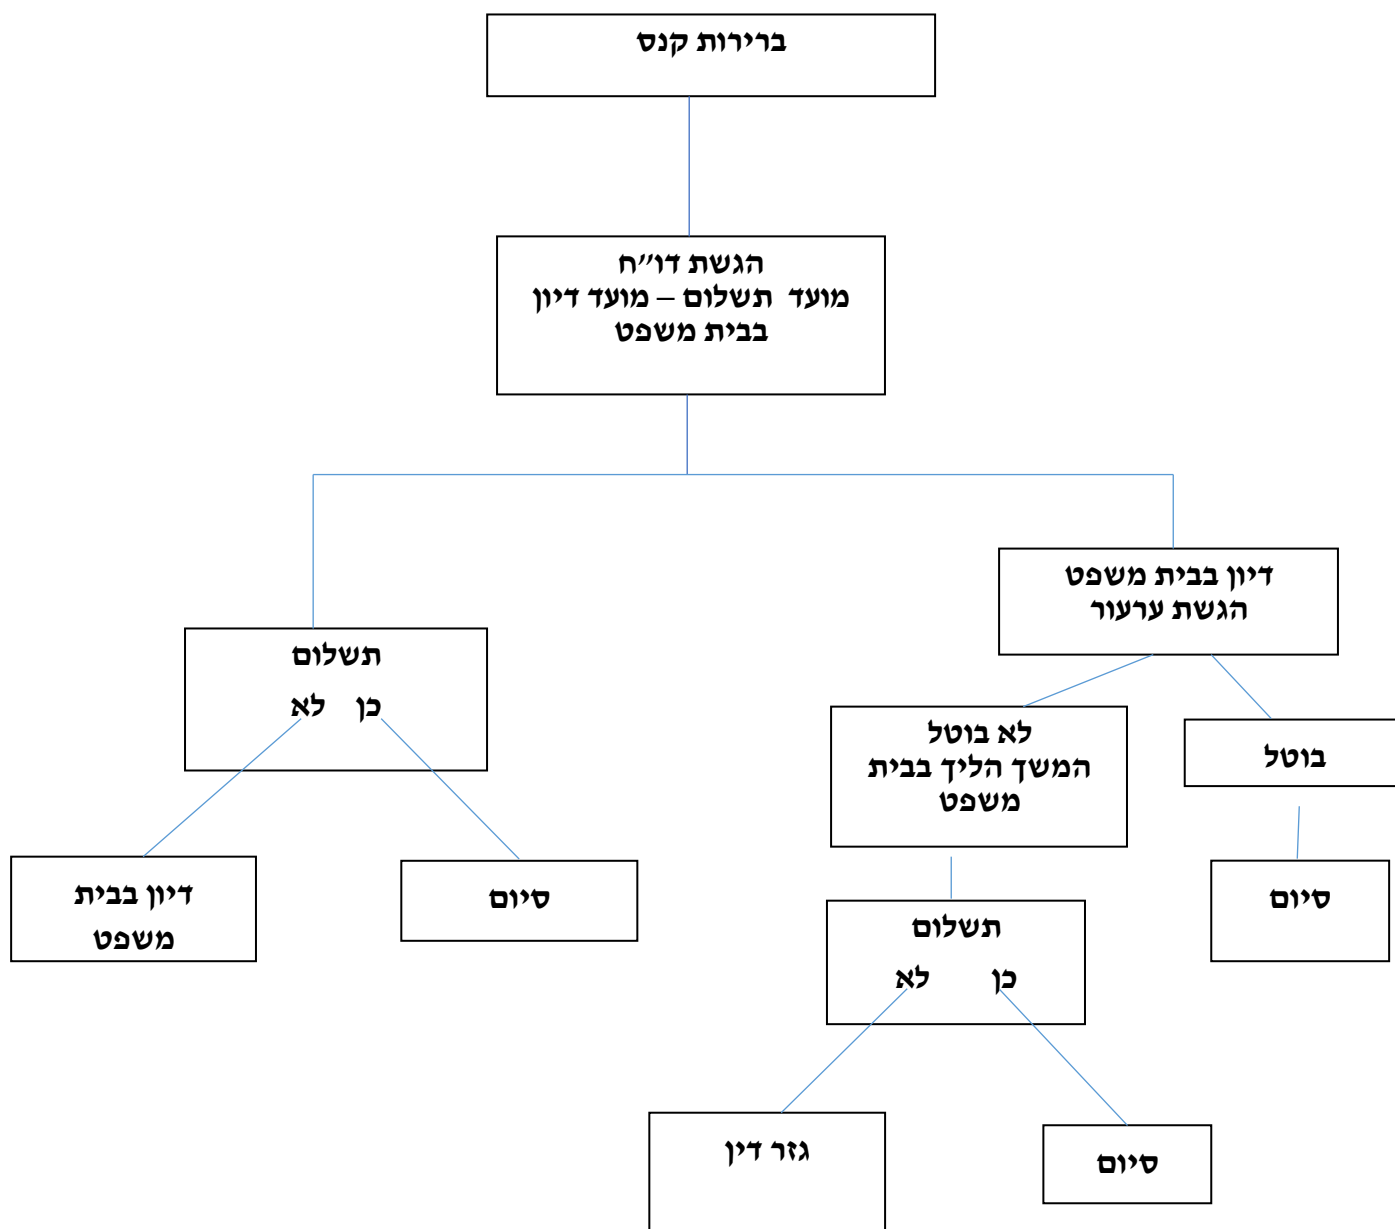 ברירות קנס
הגשת דו״ח
מועד תשלום – מועד דיון
בבית משפט
דיון בבית משפט
הגשת ערעור
תשלום
כן לא
לא בוטל
המשך הליך בבית
משפט
בוטל
דיון בבית
משפט
סיום
סיום
תשלום
כן לא
גזר דין
סיום